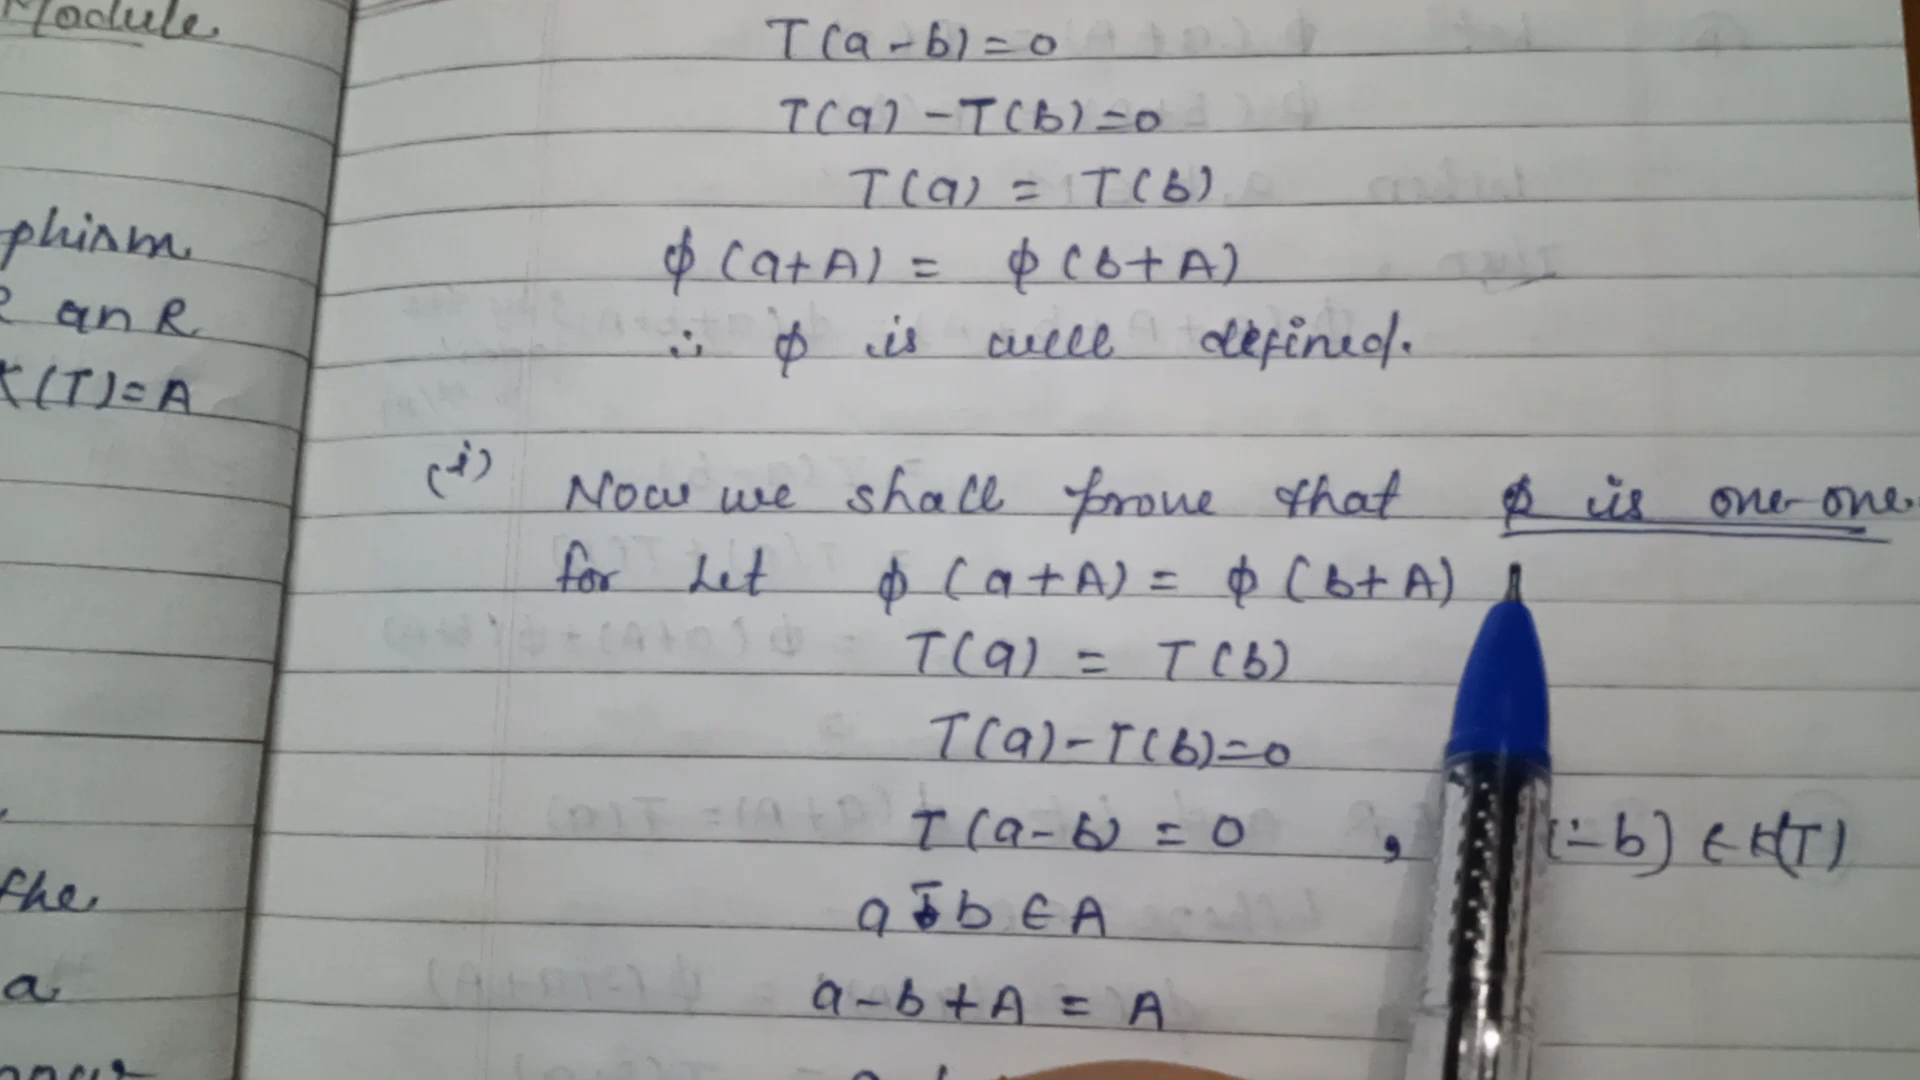 Module
phism
an R
K(T)=A
the
a
T(a-b)=0
T(a)-T(b)=0
T(a) = T(b)
ϕ(a+A) = ϕ(b+A)
∴ ϕ is well defined.
(i) Now we shall prove that ϕ is one-one.
for Let ϕ(a+A) = ϕ(b+A)
T(a) = T(b)
T(a)-T(b)=0
T(a-b) = 0 , -b) ∈ K(T)
a-b ∈ A
a-b+A = A